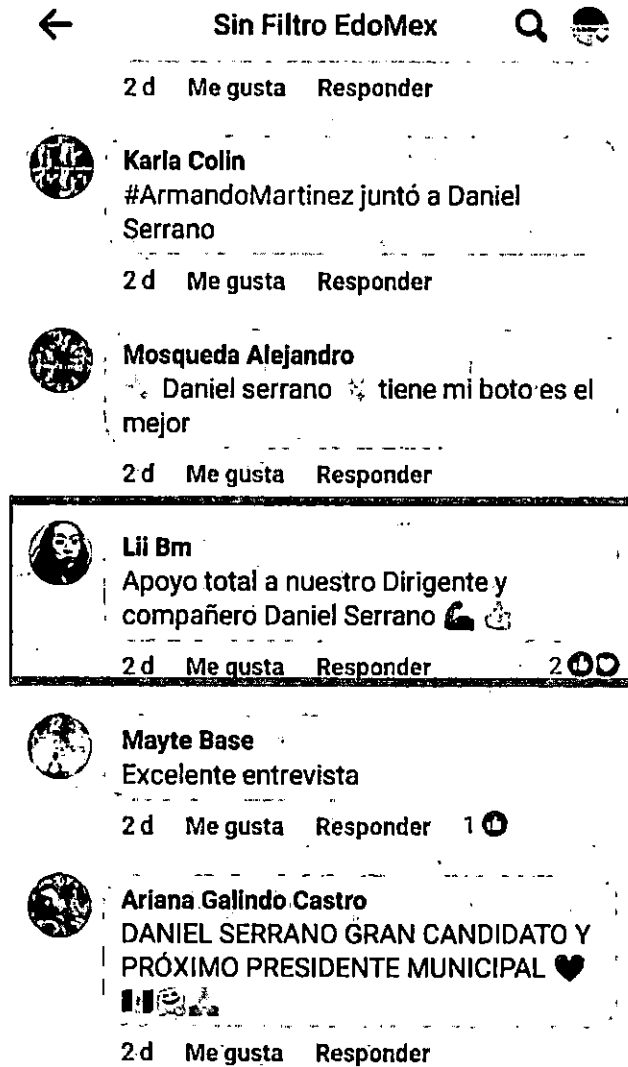 Sin Filtro EdoMex
2 d Me gusta Responder
Karla Colin
#ArmandoMartinez juntó a Daniel
Serrano
2 d Me gusta Responder
Mosqueda Alejandro
✨ Daniel serrano ✨ tiene mi boto es el
mejor
2 d Me gusta Responder
Lii Bm
Apoyo total a nuestro Dirigente y
compañero Daniel Serrano 💪 👍
2 d Me gusta Responder 2
Mayte Base
Excelente entrevista
2 d Me gusta Responder 1
Ariana Galindo Castro
DANIEL SERRANO GRAN CANDIDATO Y
PRÓXIMO PRESIDENTE MUNICIPAL 🖤
2 d Me gusta Responder